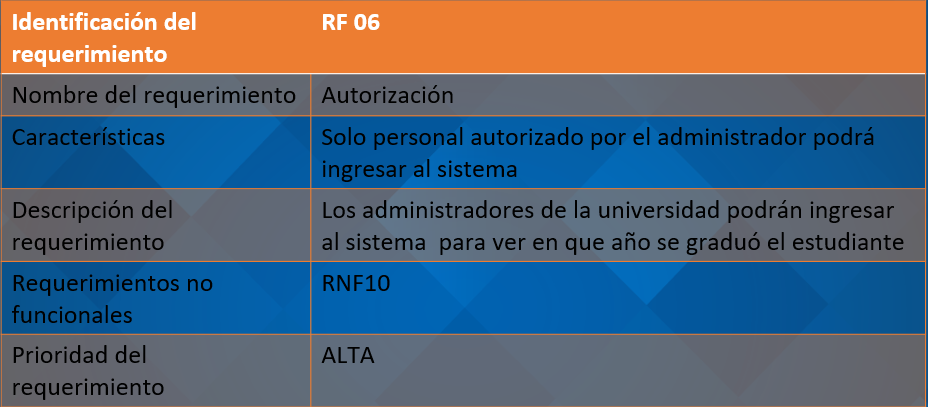 Identificación del
requerimiento
RF 06
Nombre del requerimiento
Autorización
Características
Solo personal autorizado por el administrador podrá
ingresar al sistema
Descripción del
requerimiento
Los administradores de la universidad podrán ingresar
al sistema  para ver en que año se graduó el estudiante
Requerimientos no
funcionales
RNF10
Prioridad del
requerimiento
ALTA